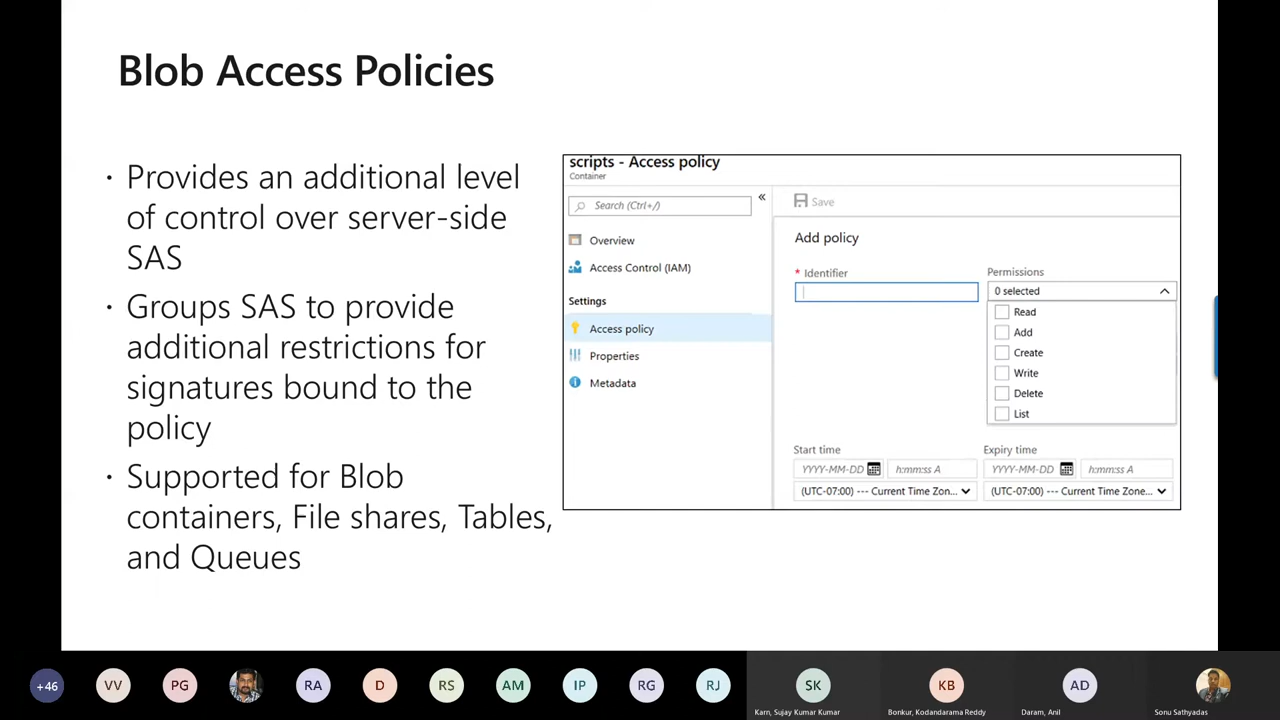 Blob Access Policies
· Provides an additional level
of control over server-side
SAS
· Groups SAS to provide
additional restrictions for
signatures bound to the
policy
· Supported for Blob
containers, File shares, Tables,
and Queues
scripts - Access policy
Container
Search (Ctrl+/)
«
Overview
Access Control (IAM)
Settings
Access policy
Properties
Metadata
Save
Add policy
* Identifier
Permissions
0 selected
Read
Add
Create
Write
Delete
List
Start time
Expiry time
YYYY-MM-DD h:mm:ss A
YYYY-MM-DD h:mm:ss A
(UTC-07:00) --- Current Time Zon...
(UTC-07:00) --- Current Time Zone...
+46 VV PG RA D RS AM IP RG RJ SK KB AD
Karn, Sujay Kumar Kumar
Bonkur, Kodandarama Reddy
Daram, Anil
Sonu Sathyadas